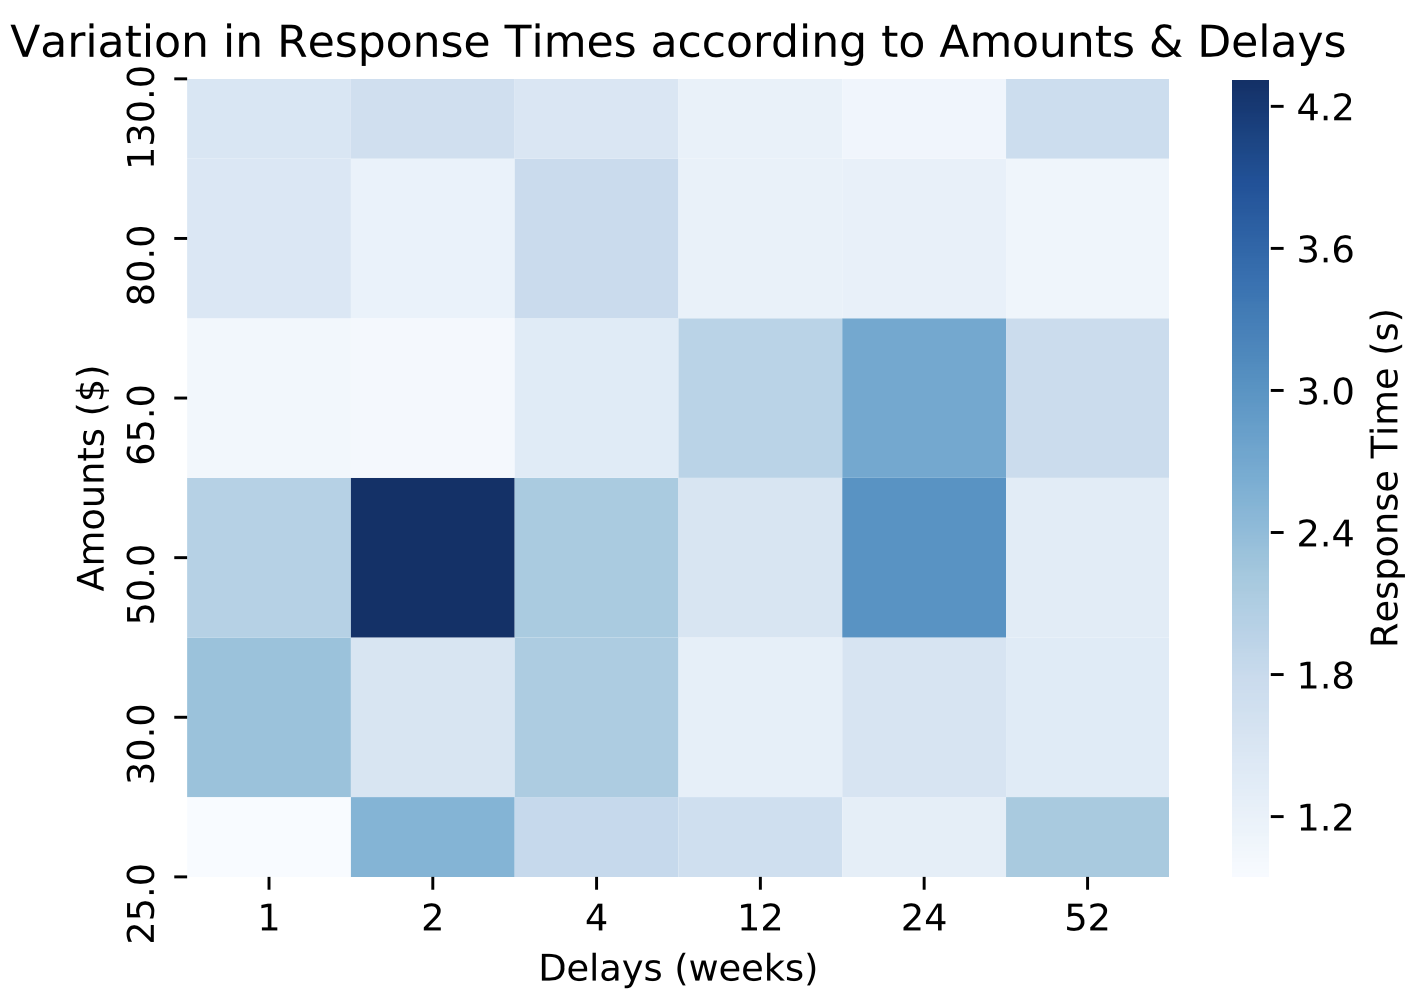 Variation in Response Times according to Amounts & Delays
Amounts ($)
130.0
80.0
65.0
50.0
30.0
25.0
1 2 4 12 24 52
Delays (weeks)
4.2
3.6
3.0
2.4
1.8
1.2
Response Time (s)